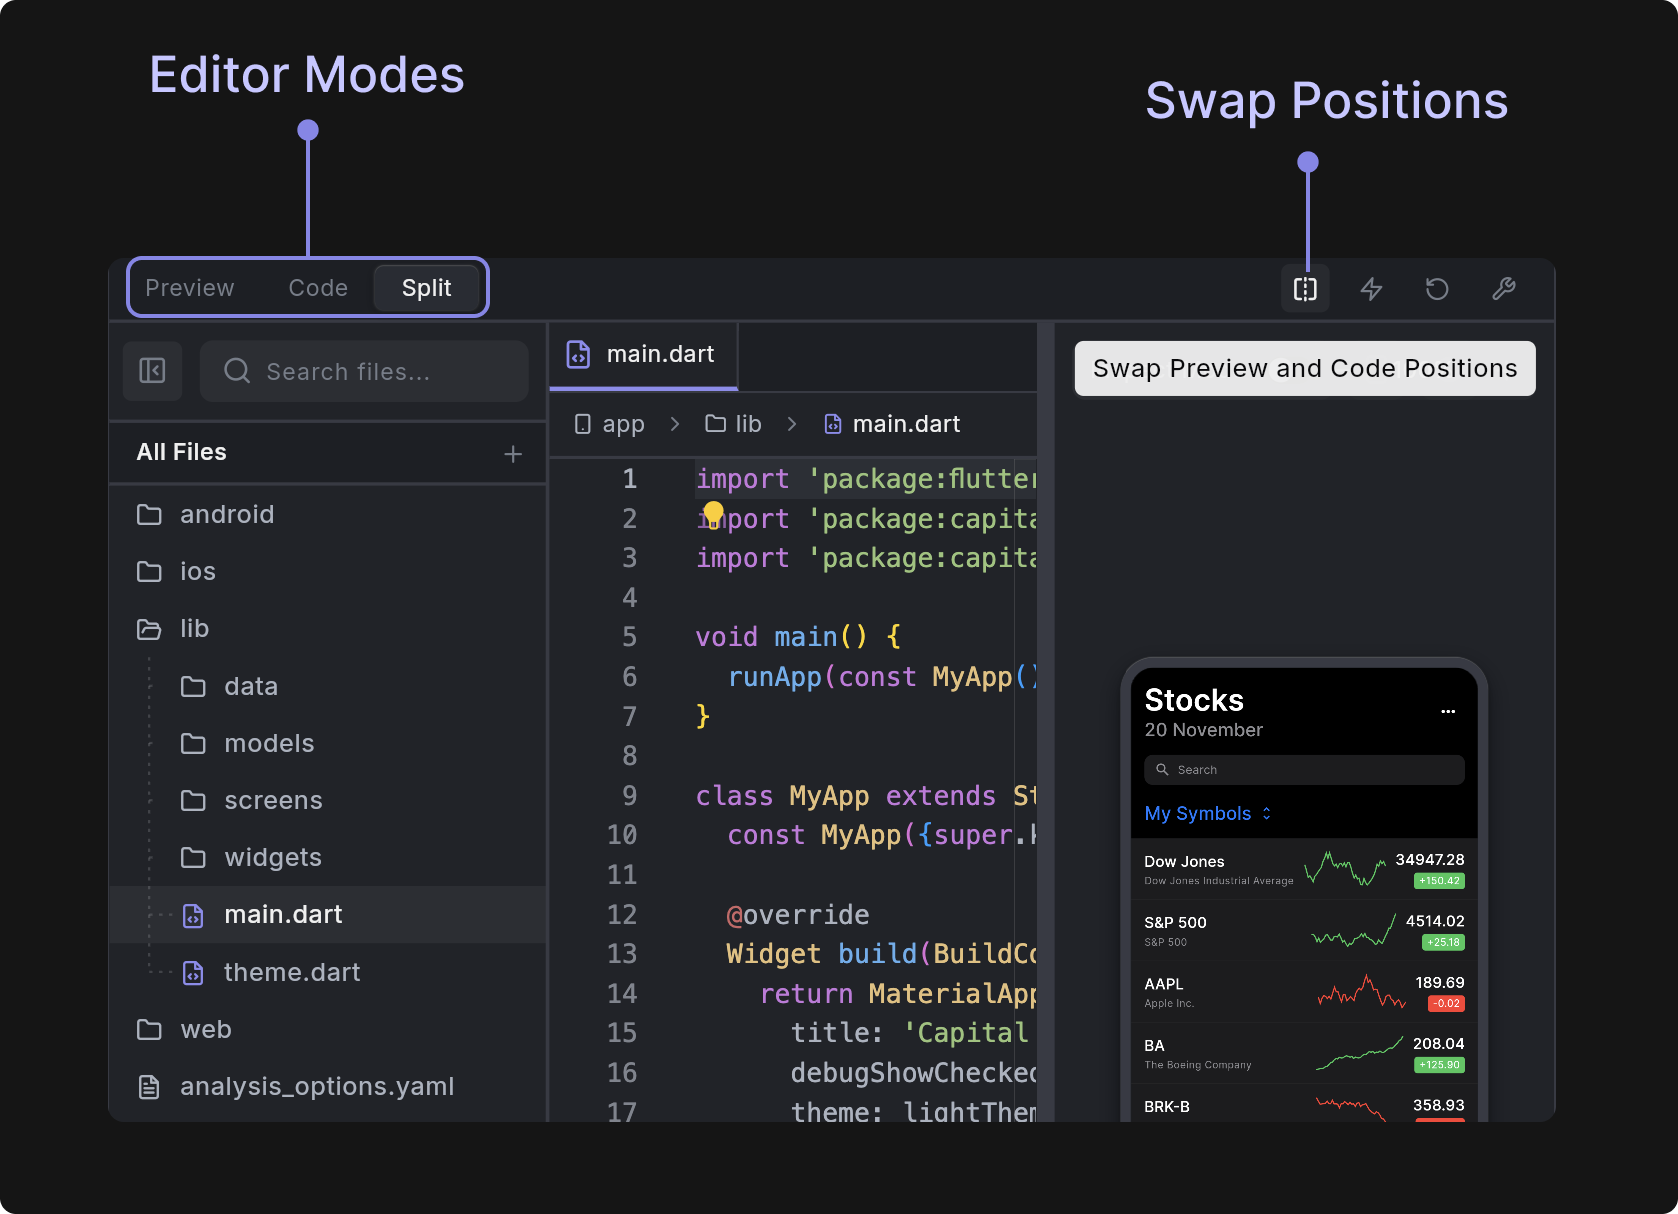 Editor Modes
Swap Positions
Preview Code Split
Search files...
All Files
android
ios
lib
data
models
screens
widgets
main.dart
theme.dart
web
analysis_options.yaml
main.dart
app > lib > main.dart
1 import 'package:flutter
2 import 'package:capita
3 import 'package:capita
4
5 void main() {
6 runApp(const MyApp()
7 }
8
9 class MyApp extends St
10 const MyApp({super.k
11
12 @override
13 Widget build(BuildCo
14 return MaterialApp
15 title: 'Capital
16 debugShowChecked
17 theme: lightThem
Swap Preview and Code Positions
Stocks
20 November
Search
My Symbols
Dow Jones 34947.28
Dow Jones Industrial Average +150.42
S&P 500 4514.02
S&P 500 +25.18
AAPL 189.69
Apple Inc. -0.02
BA 208.04
The Boeing Company +125.90
BRK-B 358.93